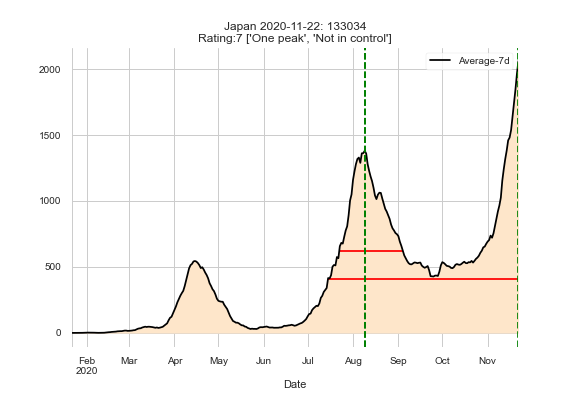 Japan 2020-11-22: 133034
Rating:7 ['One peak', 'Not in control']
Average-7d
2000
1500
1000
500
0
Feb Mar Apr May Jun Jul Aug Sep Oct Nov
2020
Date